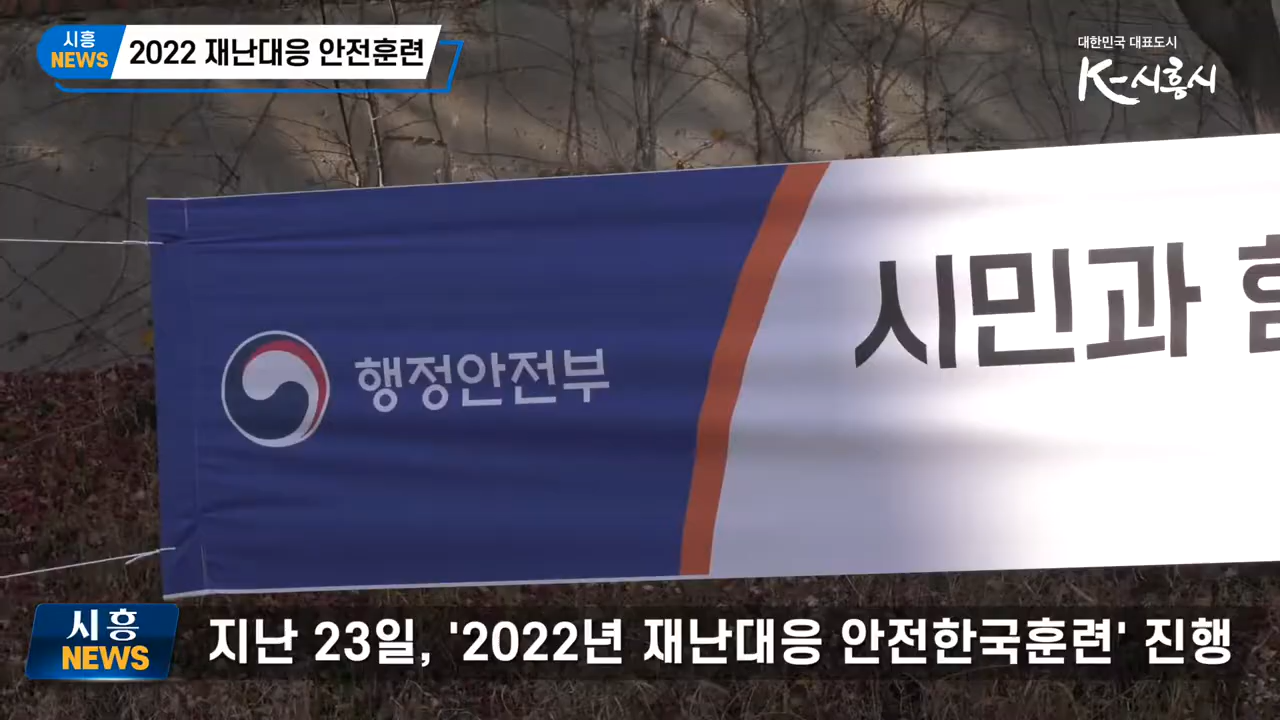 시흥
NEWS
2022 재난대응 안전훈련
대한민국 대표도시
K-시흥시
행정안전부
시민과
시흥
NEWS
지난 23일, '2022년 재난대응 안전한국훈련' 진행